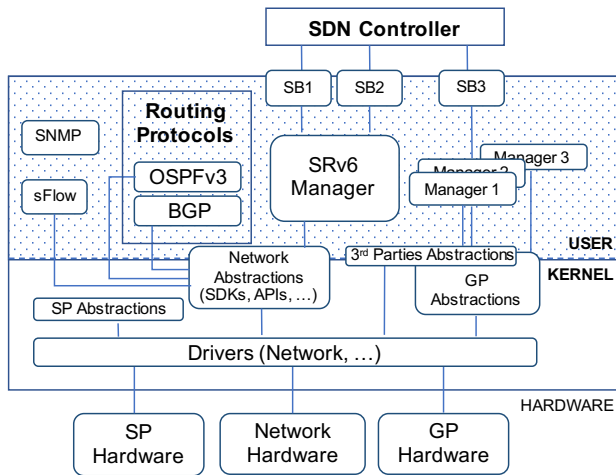 SDN Controller
SB1
SB2
SB3
Routing
Protocols
SNMP
OSPFv3
sFlow
BGP
SRv6
Manager
Manager 3
Manager 2
Manager 1
USER
KERNEL
Network
Abstractions
(SDKs, APIs, …)
3rd Parties Abstractions
GP
Abstractions
SP Abstractions
Drivers (Network, …)
HARDWARE
SP
Hardware
Network
Hardware
GP
Hardware